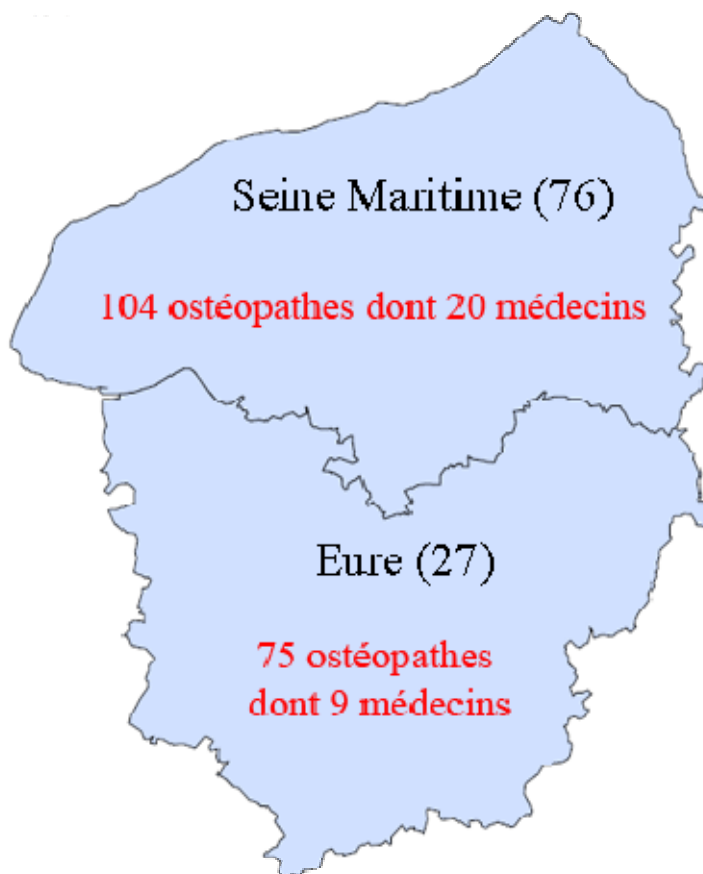 Seine Maritime (76)
104 ostéopathes dont 20 médecins
Eure (27)
75 ostéopathes
dont 9 médecins